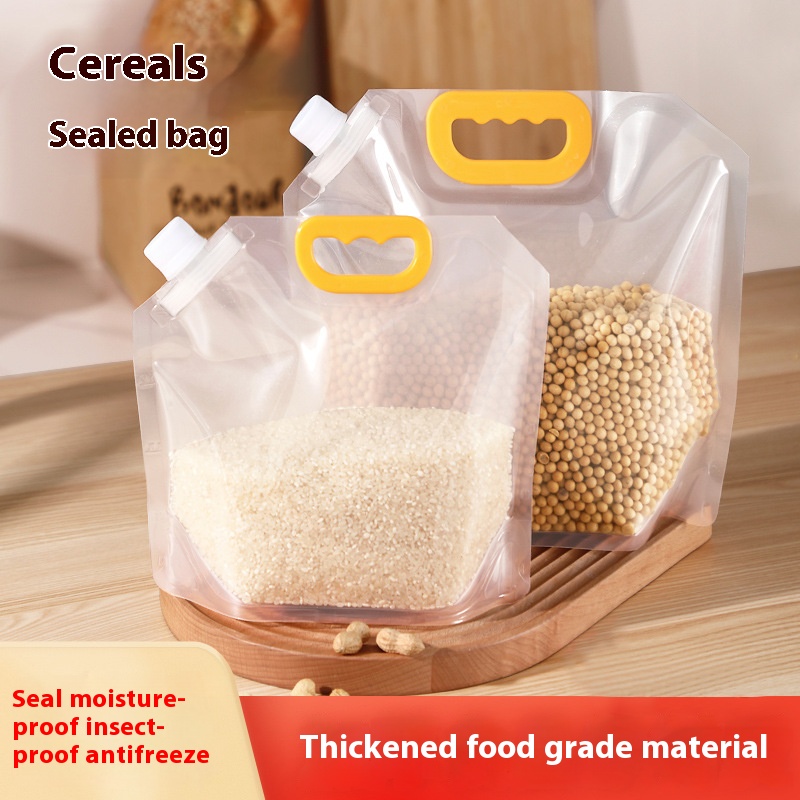 Cereals
Sealed bag
Seal moisture-
proof insect-
proof antifreeze
Thickened food grade material